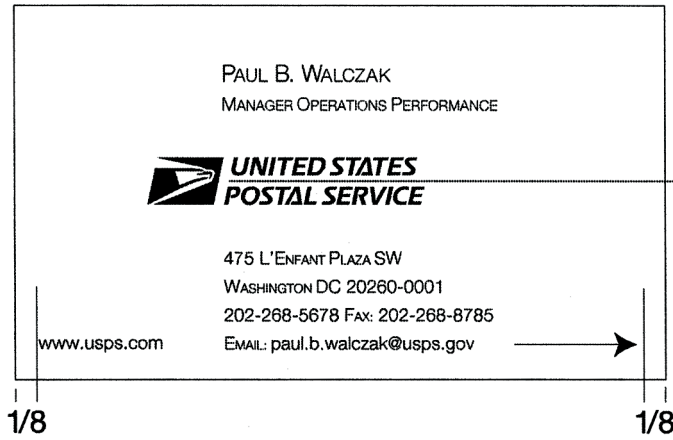 PAUL B. WALCZAK
MANAGER OPERATIONS PERFORMANCE
UNITED STATES
POSTAL SERVICE
475 L'ENFANT PLAZA SW
WASHINGTON DC 20260-0001
202-268-5678 FAX: 202-268-8785
www.usps.com EMAIL: paul.b.walczak@usps.gov
1/8 1/8